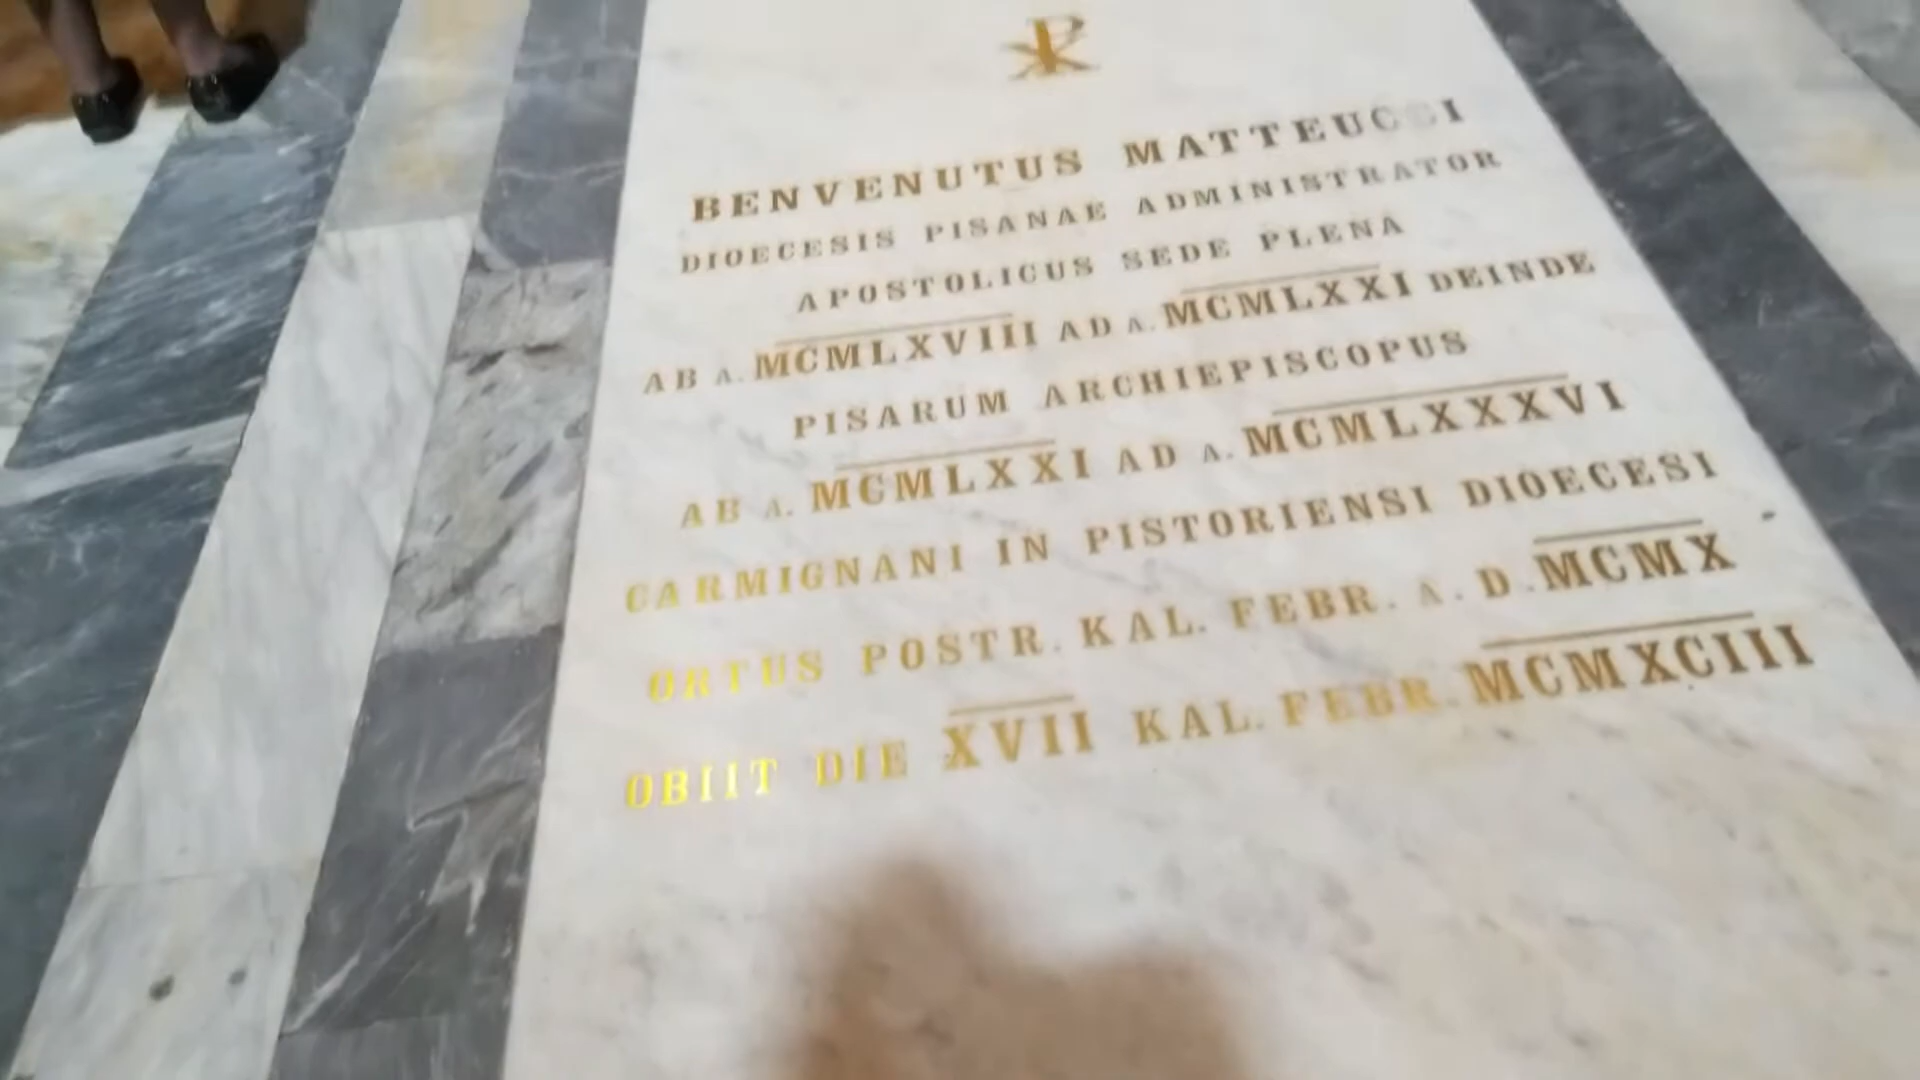 BENVENUTUS MATTEUCCI
DIOECESIS PISANAE ADMINISTRATOR
APOSTOLICUS SEDE PLENA
AB A. MCMLXVIII AD A. MCMLXXI DEINDE
PISARUM ARCHIEPISCOPUS
AB A. MCMLXXI AD A. MCMLXXXVI
CARMIGNANI IN PISTORIENSI DIOECESI
ORTUS POSTR. KAL. FEBR. A. D. MCMX
OBIIT DIE XVII KAL. FEBR. MCMXCIII